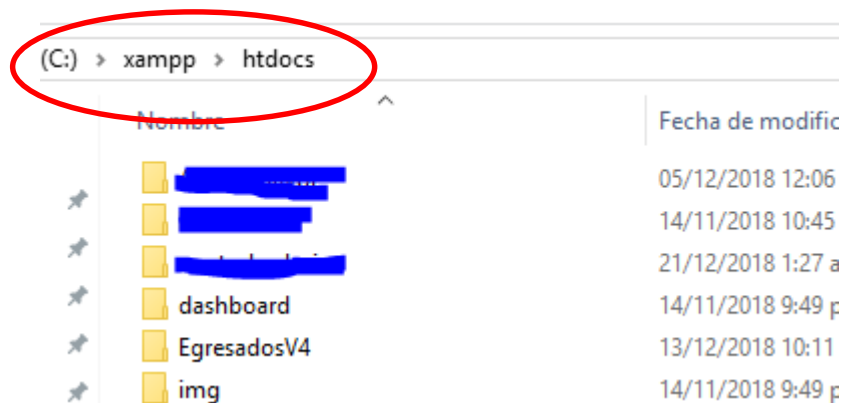 (C:) > xampp > htdocs
Nombre Fecha de modific
05/12/2018 12:06
14/11/2018 10:45
21/12/2018 1:27 a
dashboard 14/11/2018 9:49 p
EgresadosV4 13/12/2018 10:11
img 14/11/2018 9:49 p